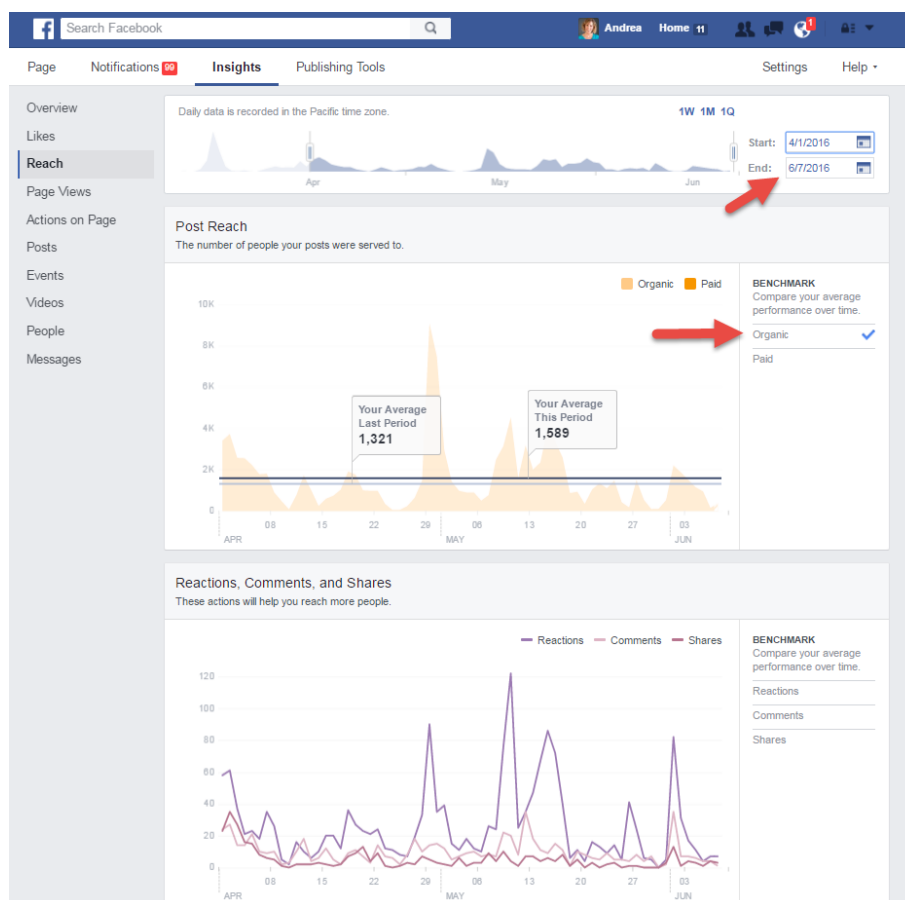 f Search Facebook Andrea Home 11 1
Page Notifications 99 Insights Publishing Tools Settings Help
Overview
Likes
Reach
Page Views
Actions on Page
Posts
Events
Videos
People
Messages
Daily data is recorded in the Pacific time zone. 1W 1M 1Q
Start: 4/1/2016
End: 6/7/2016
Apr May Jun
Post Reach
The number of people your posts were served to.
Organic Paid
10K
8K
6K
4K
2K
0
Your Average
Last Period
1,321
Your Average
This Period
1,589
08 15 22 29 06 13 20 27 03
APR MAY JUN
BENCHMARK
Compare your average
performance over time.
Organic
Paid
Reactions, Comments, and Shares
These actions will help you reach more people.
Reactions Comments Shares
120
100
80
60
40
20
0
08 15 22 29 06 13 20 27 03
APR MAY JUN
BENCHMARK
Compare your average
performance over time.
Reactions
Comments
Shares